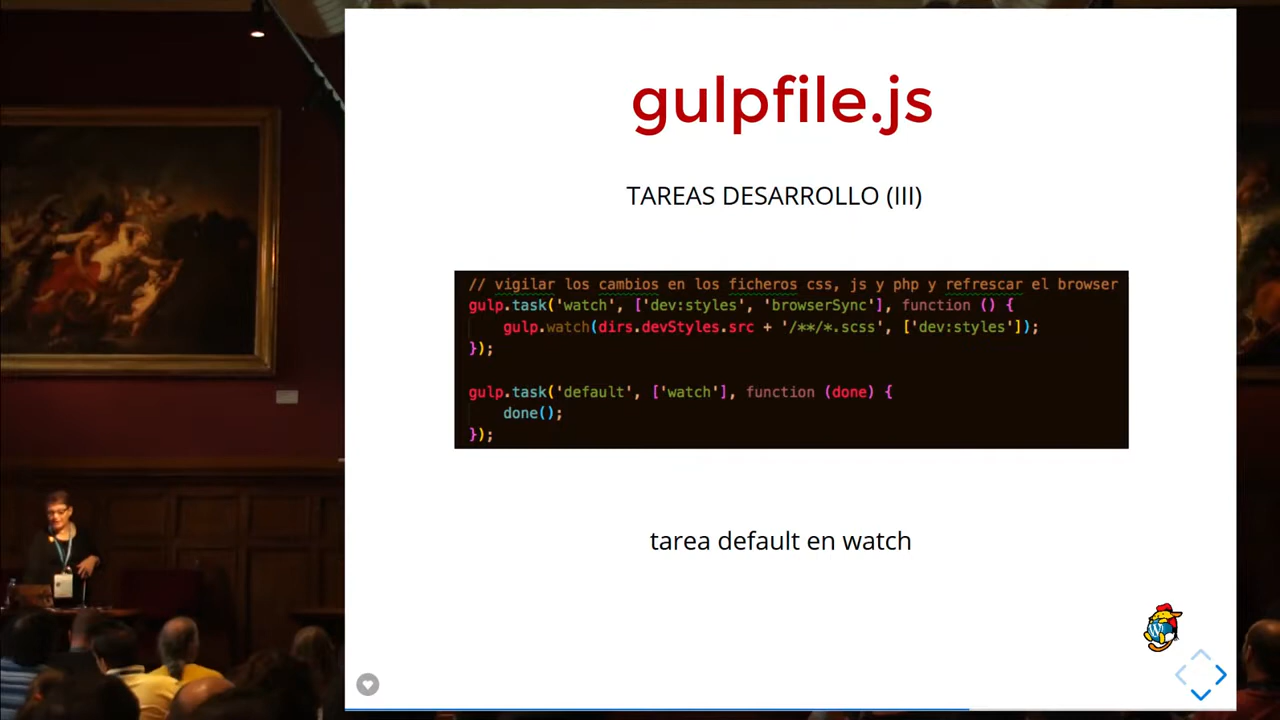 gulpfile.js
TAREAS DESARROLLO (III)
// vigilar los cambios en los ficheros css, js y php y refrescar el browser
gulp.task('watch', ['dev:styles', 'browserSync'], function () {
gulp.watch(dirs.devStyles.src + '/**/*.scss', ['dev:styles']);
});
gulp.task('default', ['watch'], function (done) {
done();
});
tarea default en watch